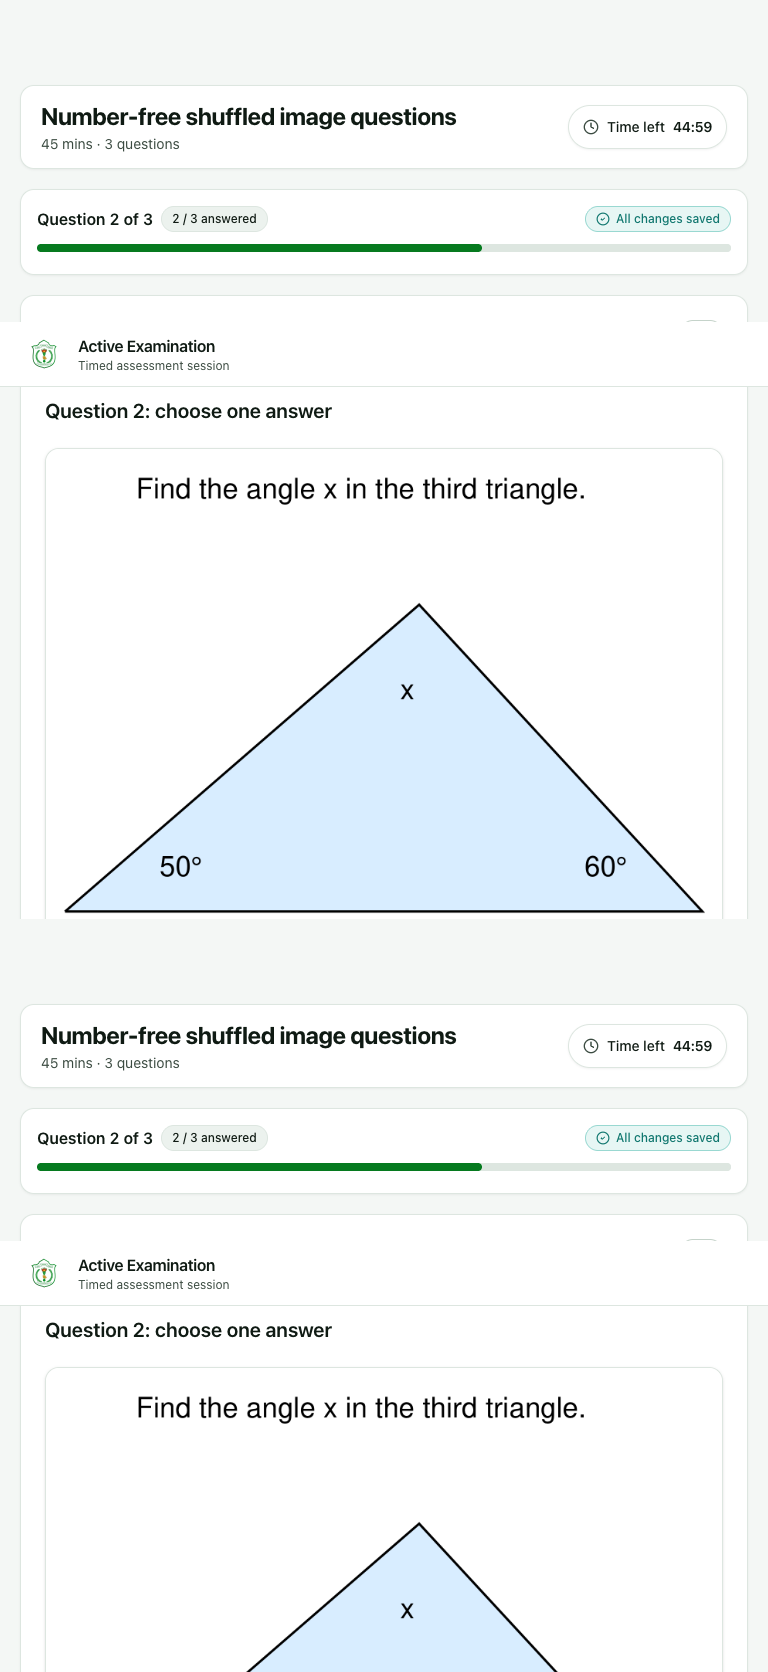 Number-free shuffled image questions
45 mins · 3 questions
Time left 44:59
Question 2 of 3
2 / 3 answered
All changes saved
Active Examination
Timed assessment session
Question 2: choose one answer
Find the angle x in the third triangle.
x
50°
60°
Number-free shuffled image questions
45 mins · 3 questions
Time left 44:59
Question 2 of 3
2 / 3 answered
All changes saved
Active Examination
Timed assessment session
Question 2: choose one answer
Find the angle x in the third triangle.
x